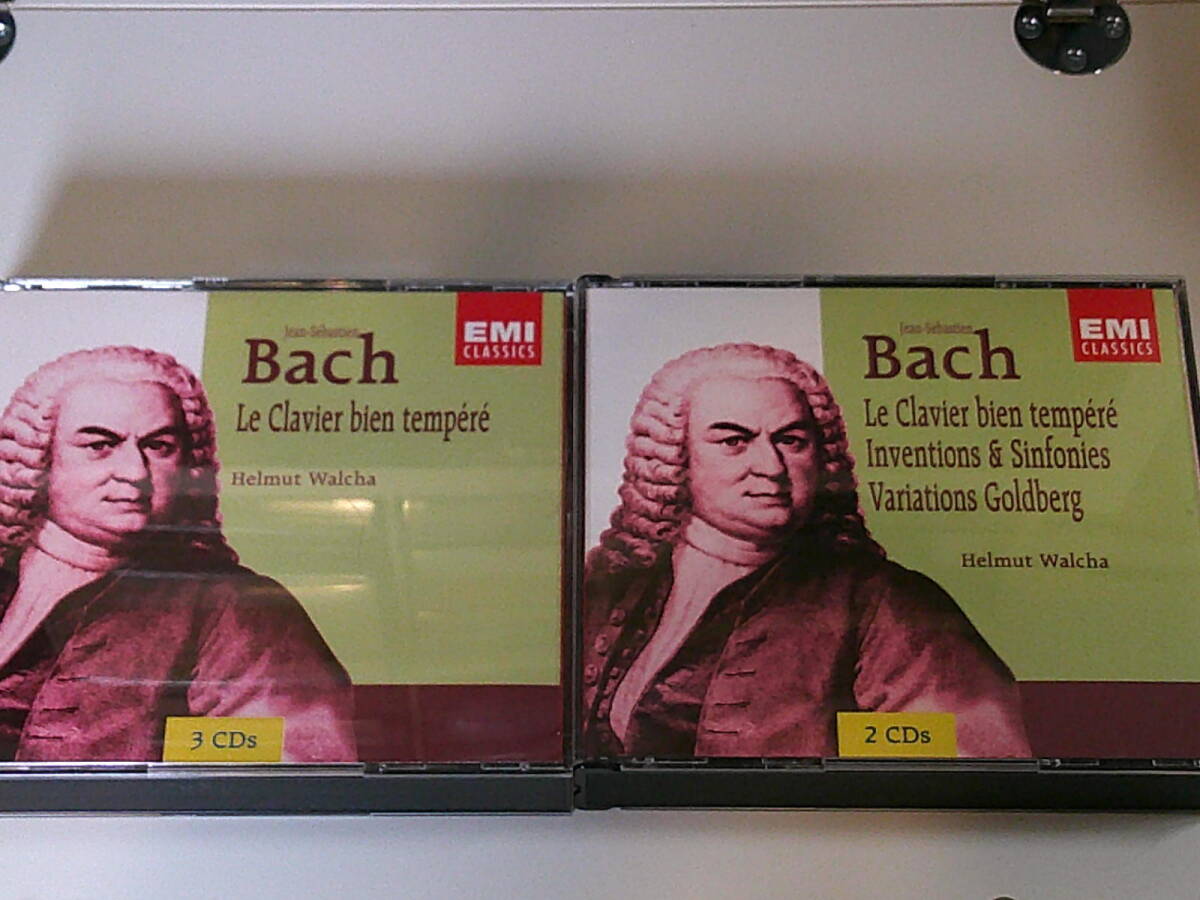 Jean-Sébastien
Bach
EMI
CLASSICS
Le Clavier bien tempéré
Helmut Walcha
3 CDs
Jean-Sébastien
Bach
EMI
CLASSICS
Le Clavier bien tempéré
Inventions & Sinfonies
Variations Goldberg
Helmut Walcha
2 CDs